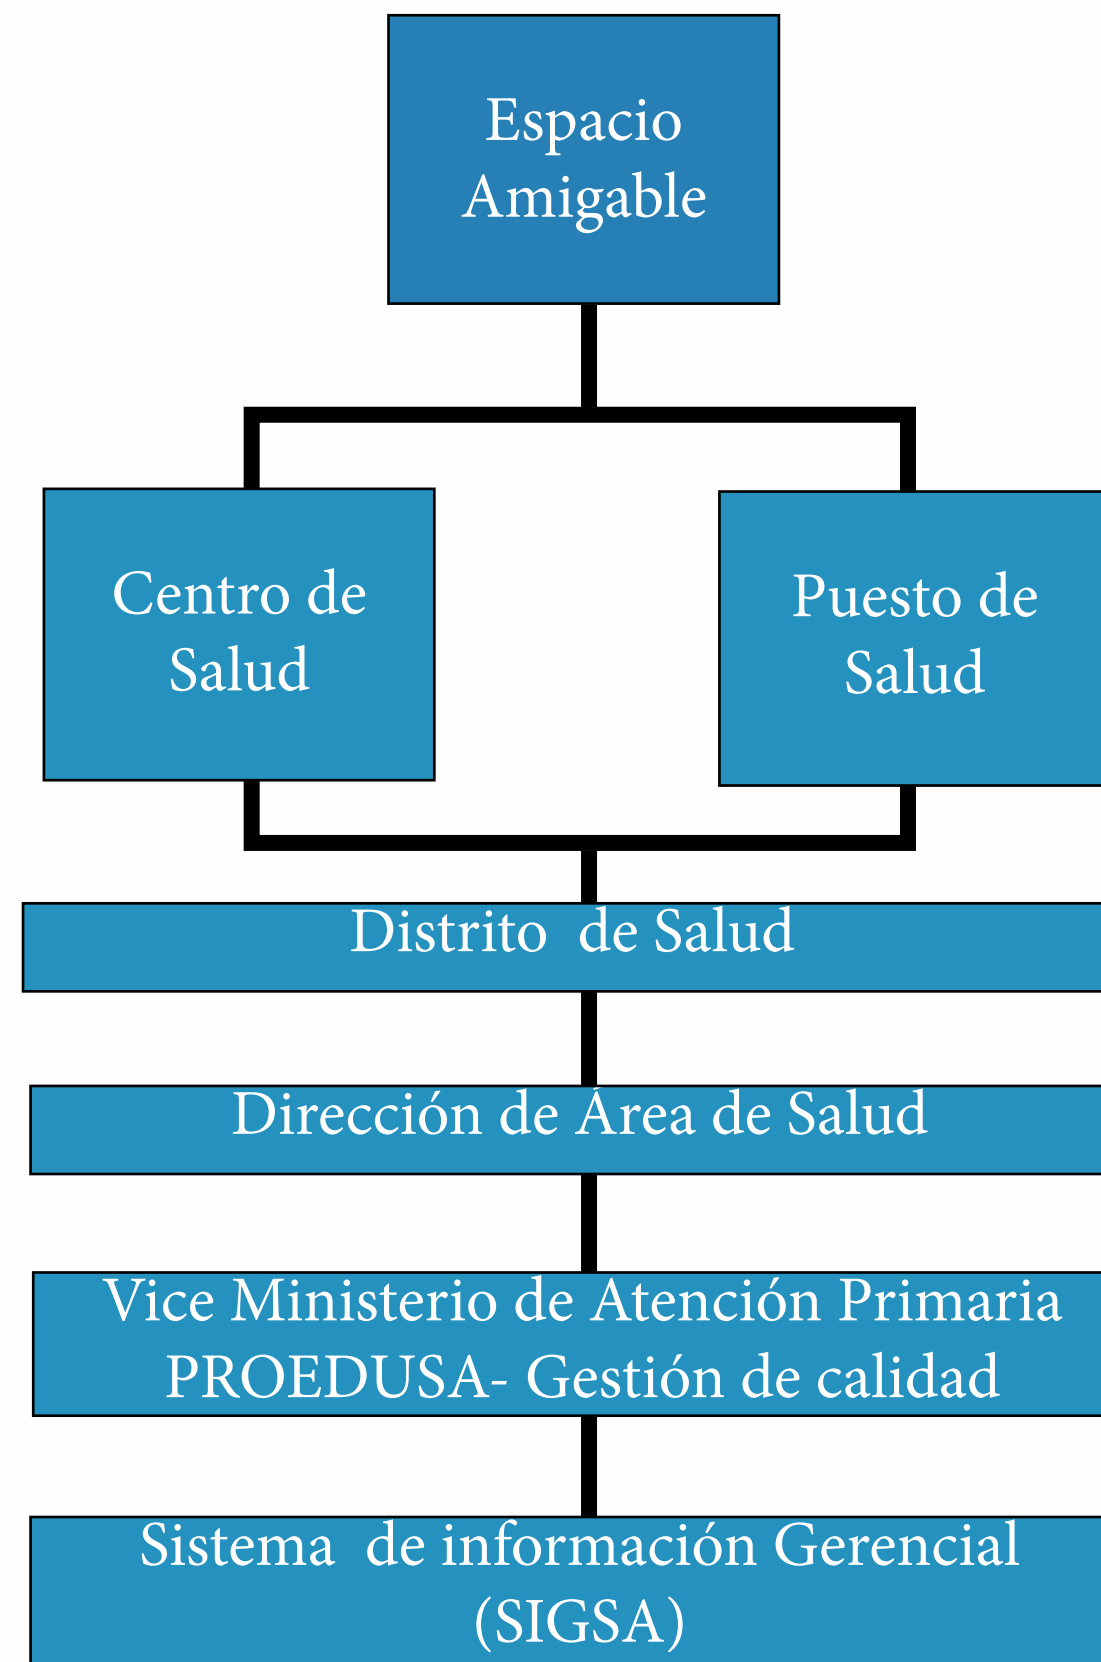 Espacio
Amigable
Centro de
Salud
Puesto de
Salud
Distrito  de Salud
Dirección de Área de Salud
Vice Ministerio de Atención Primaria
PROEDUSA- Gestión de calidad
Sistema  de información Gerencial
(SIGSA)